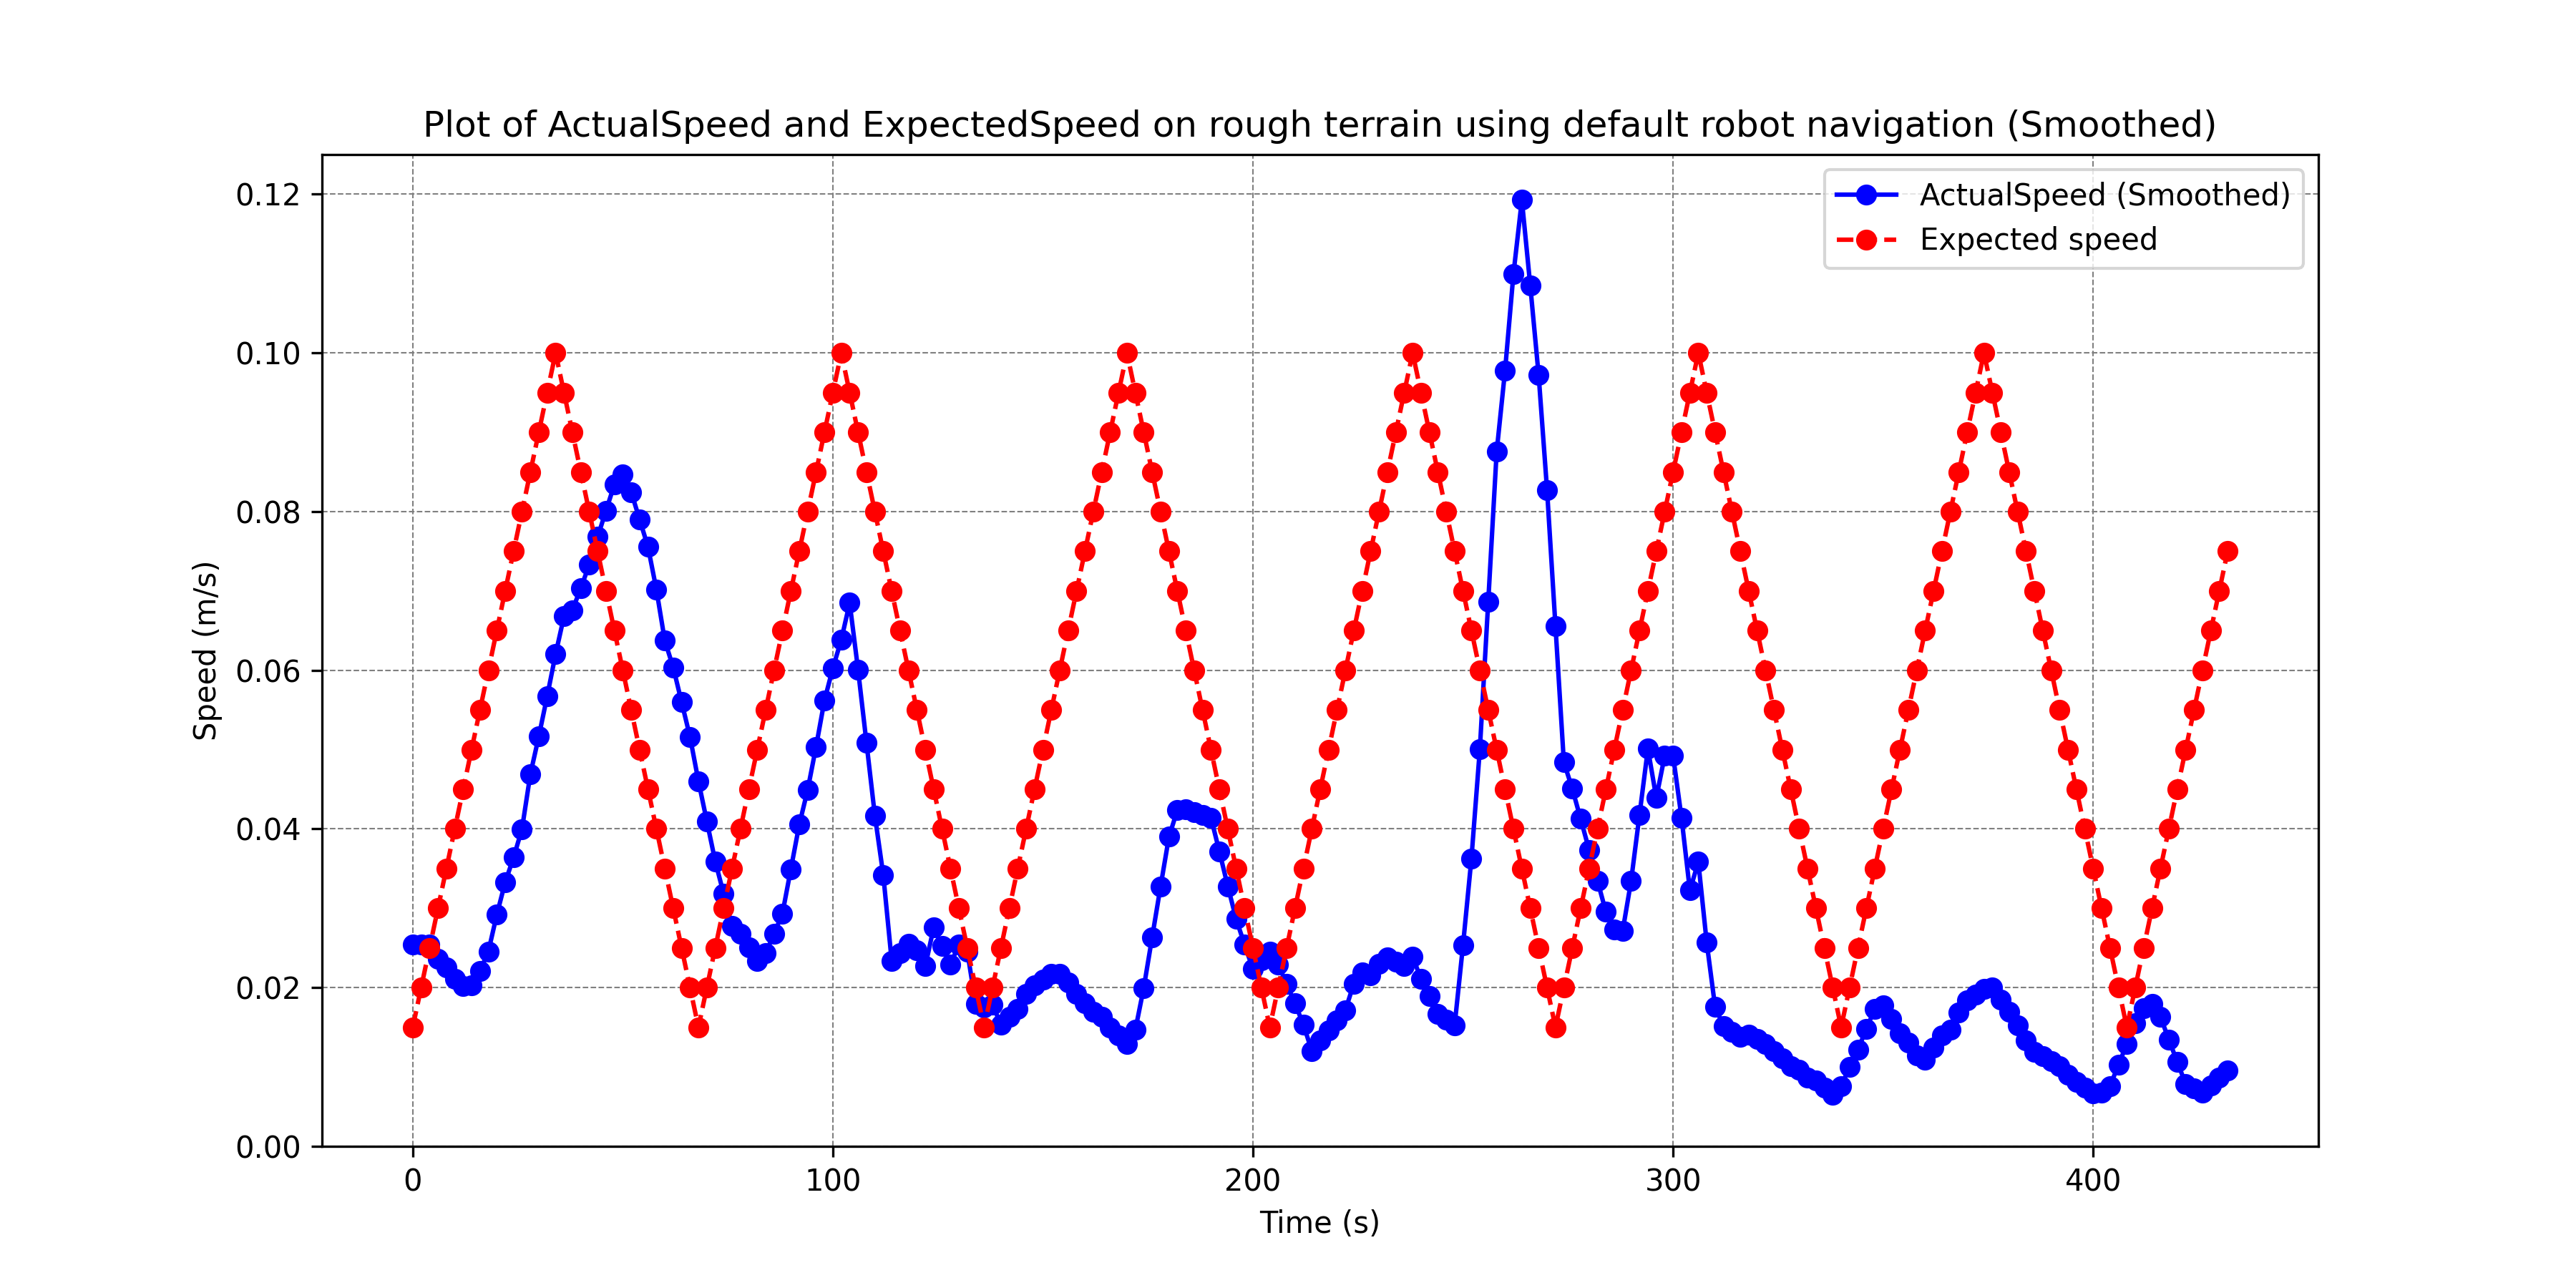 Plot of ActualSpeed and ExpectedSpeed on rough terrain using default robot navigation (Smoothed)
ActualSpeed (Smoothed)
Expected speed
0.12
0.10
0.08
0.06
0.04
0.02
0.00
Speed (m/s)
0 100 200 300 400
Time (s)